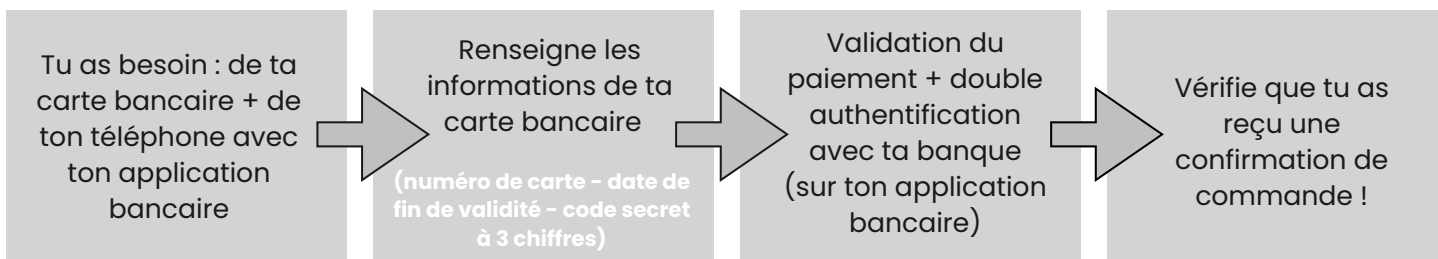 Tu as besoin : de ta
carte bancaire + de
ton téléphone avec
ton application
bancaire
Renseigne les
informations de ta
carte bancaire
(numéro de carte - date de
fin de validité - code secret
à 3 chiffres)
Validation du
paiement + double
authentification
avec ta banque
(sur ton application
bancaire)
Vérifie que tu as
reçu une
confirmation de
commande !